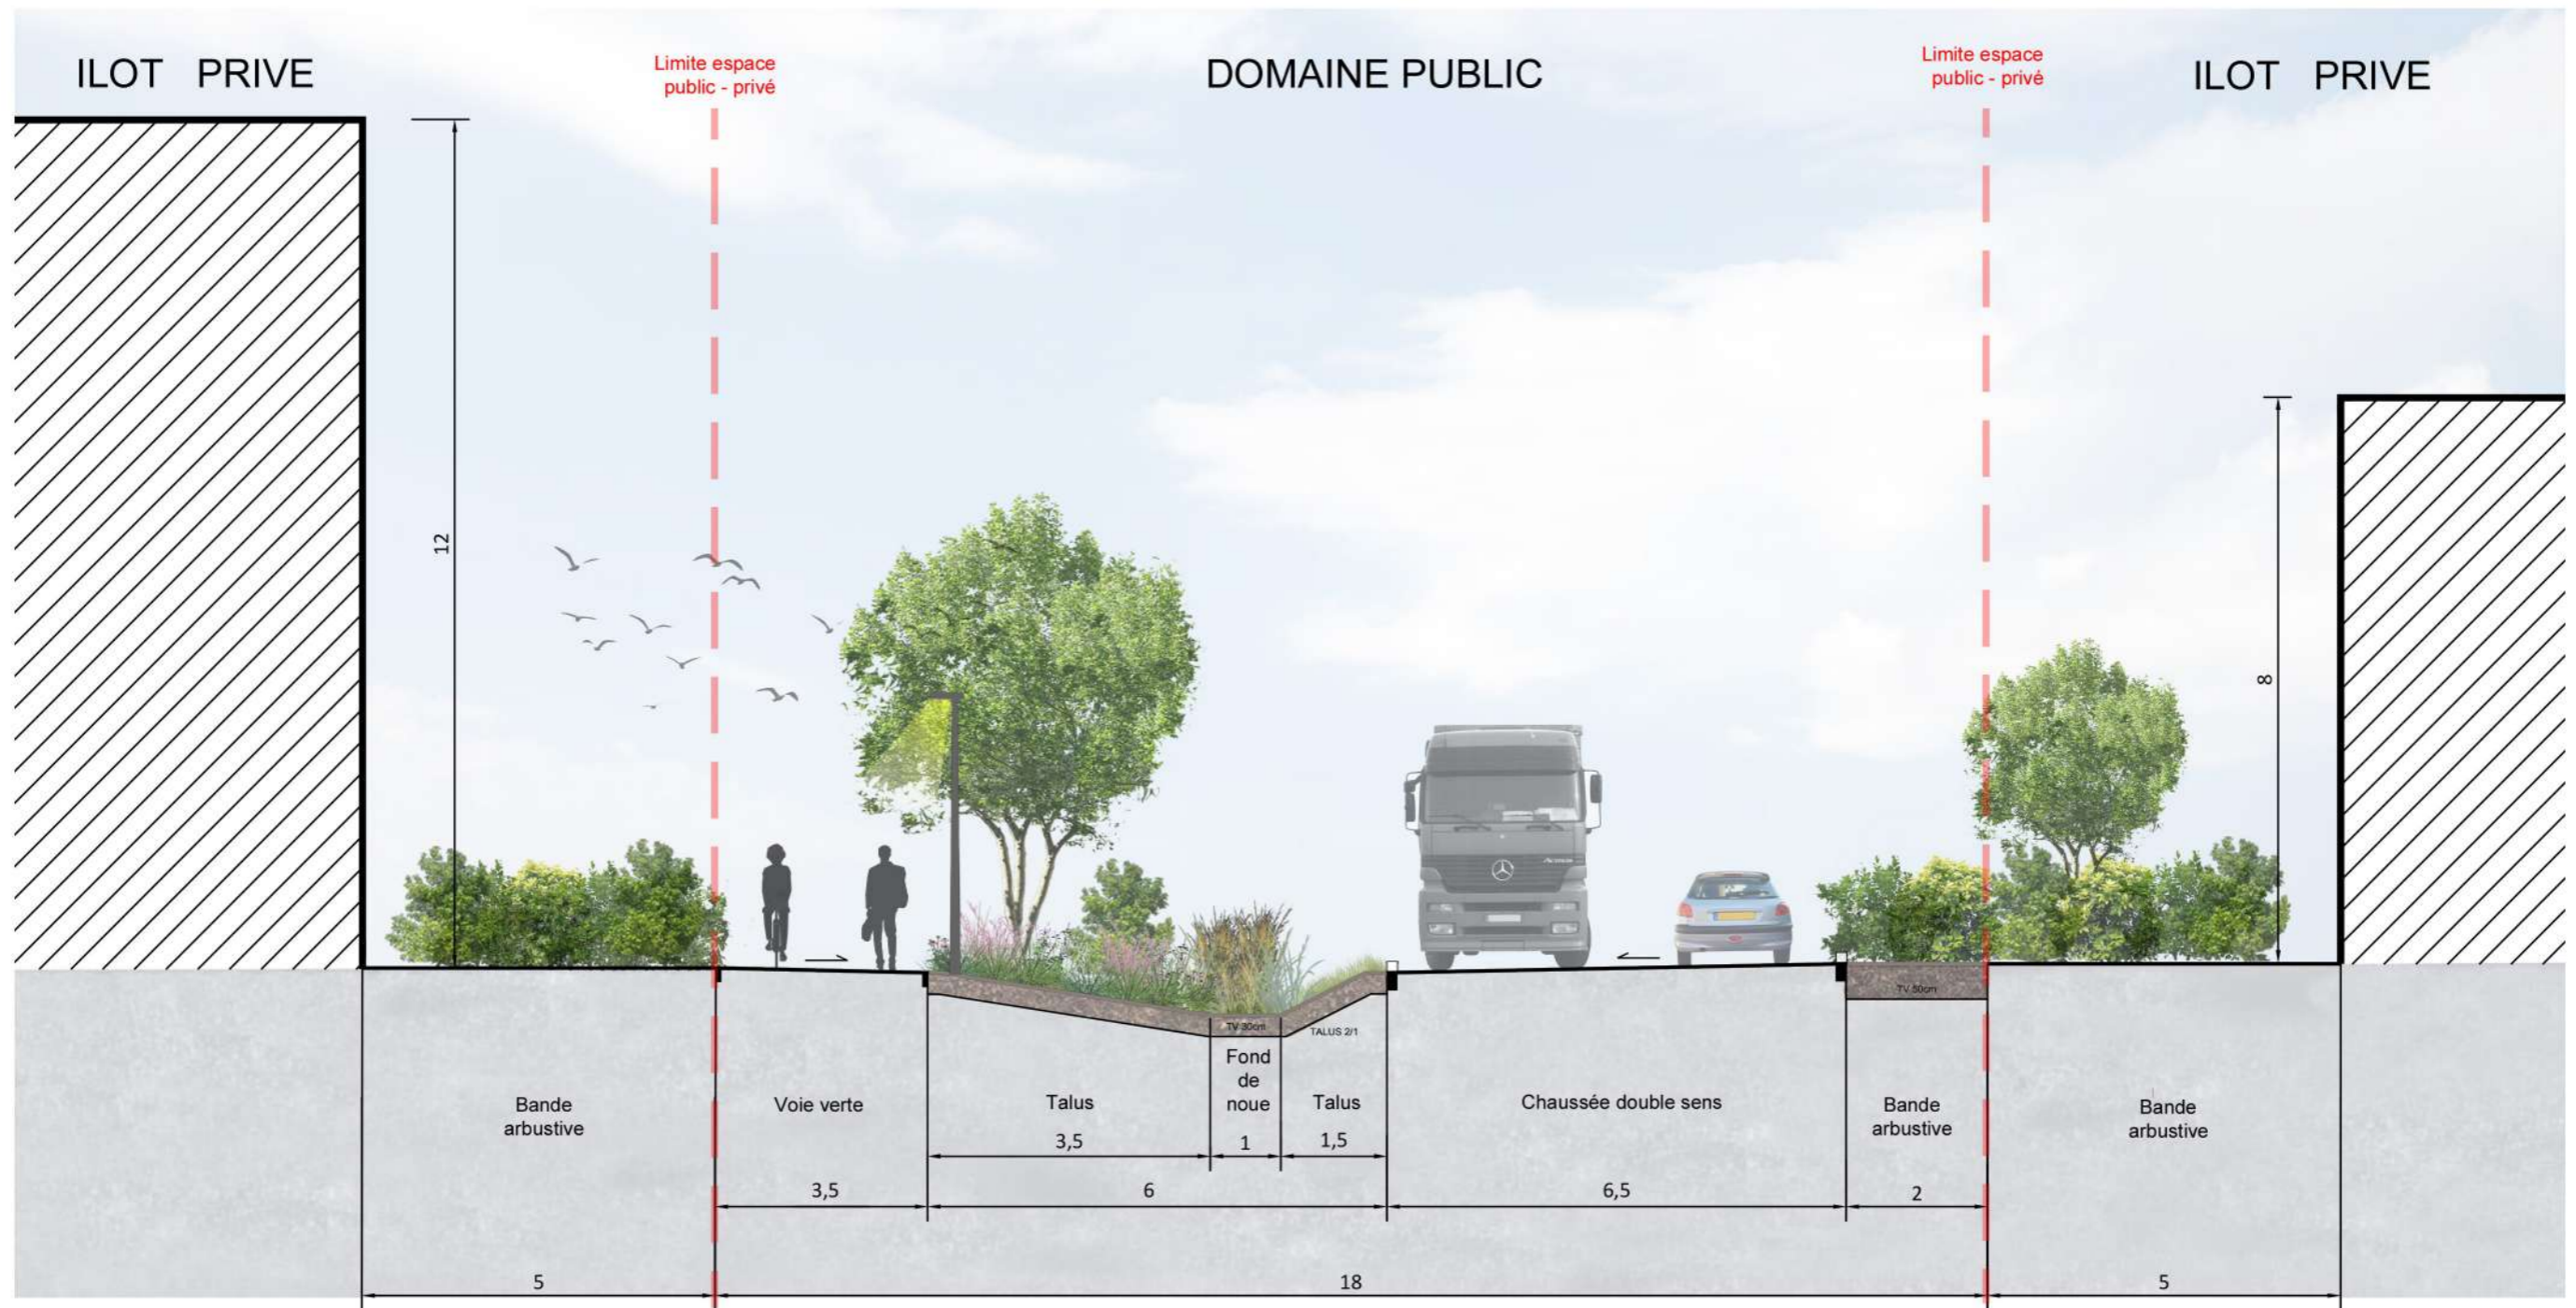 ILOT PRIVE
Limite espace
public - privé
DOMAINE PUBLIC
Limite espace
public - privé
ILOT PRIVE
12
8
TV 50cm
TV 30cm
TALUS 2/1
Bande
arbustive
Voie verte
Talus
3,5
Fond
de
noue
1
Talus
1,5
Chaussée double sens
Bande
arbustive
Bande
arbustive
3,5
6
6,5
2
5
18
5